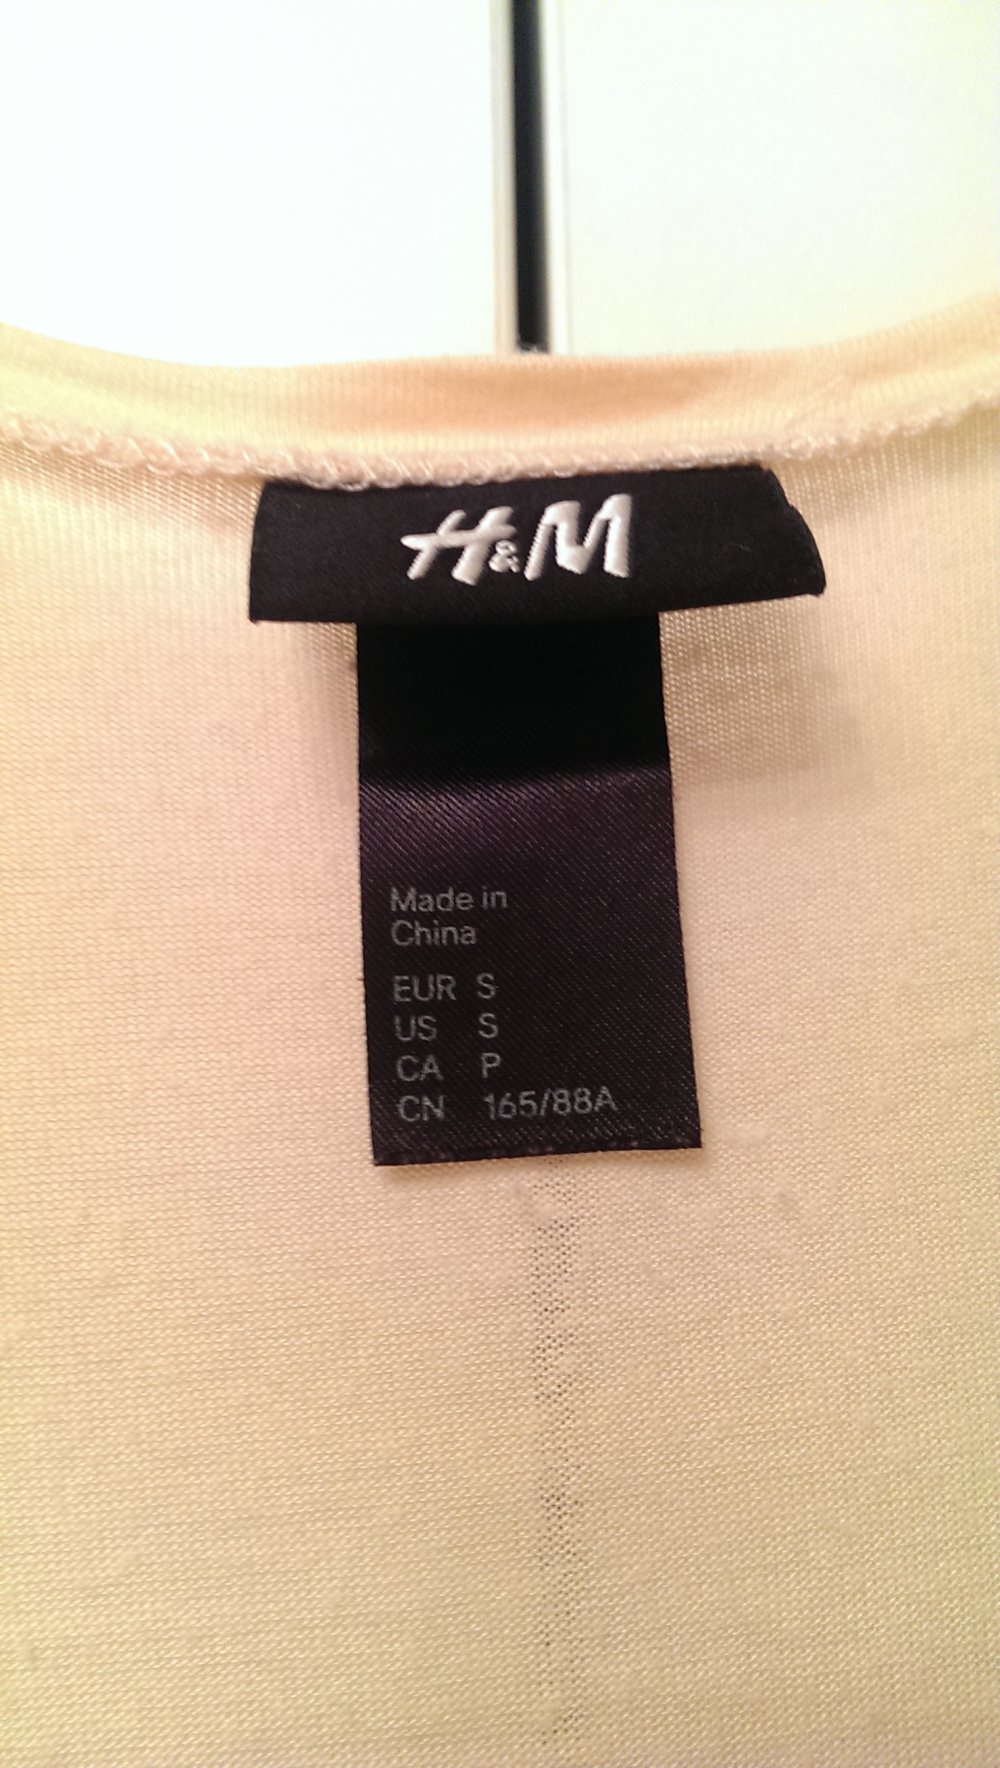 H&M
Made in
China
EUR S
US S
CA P
CN 165/88A